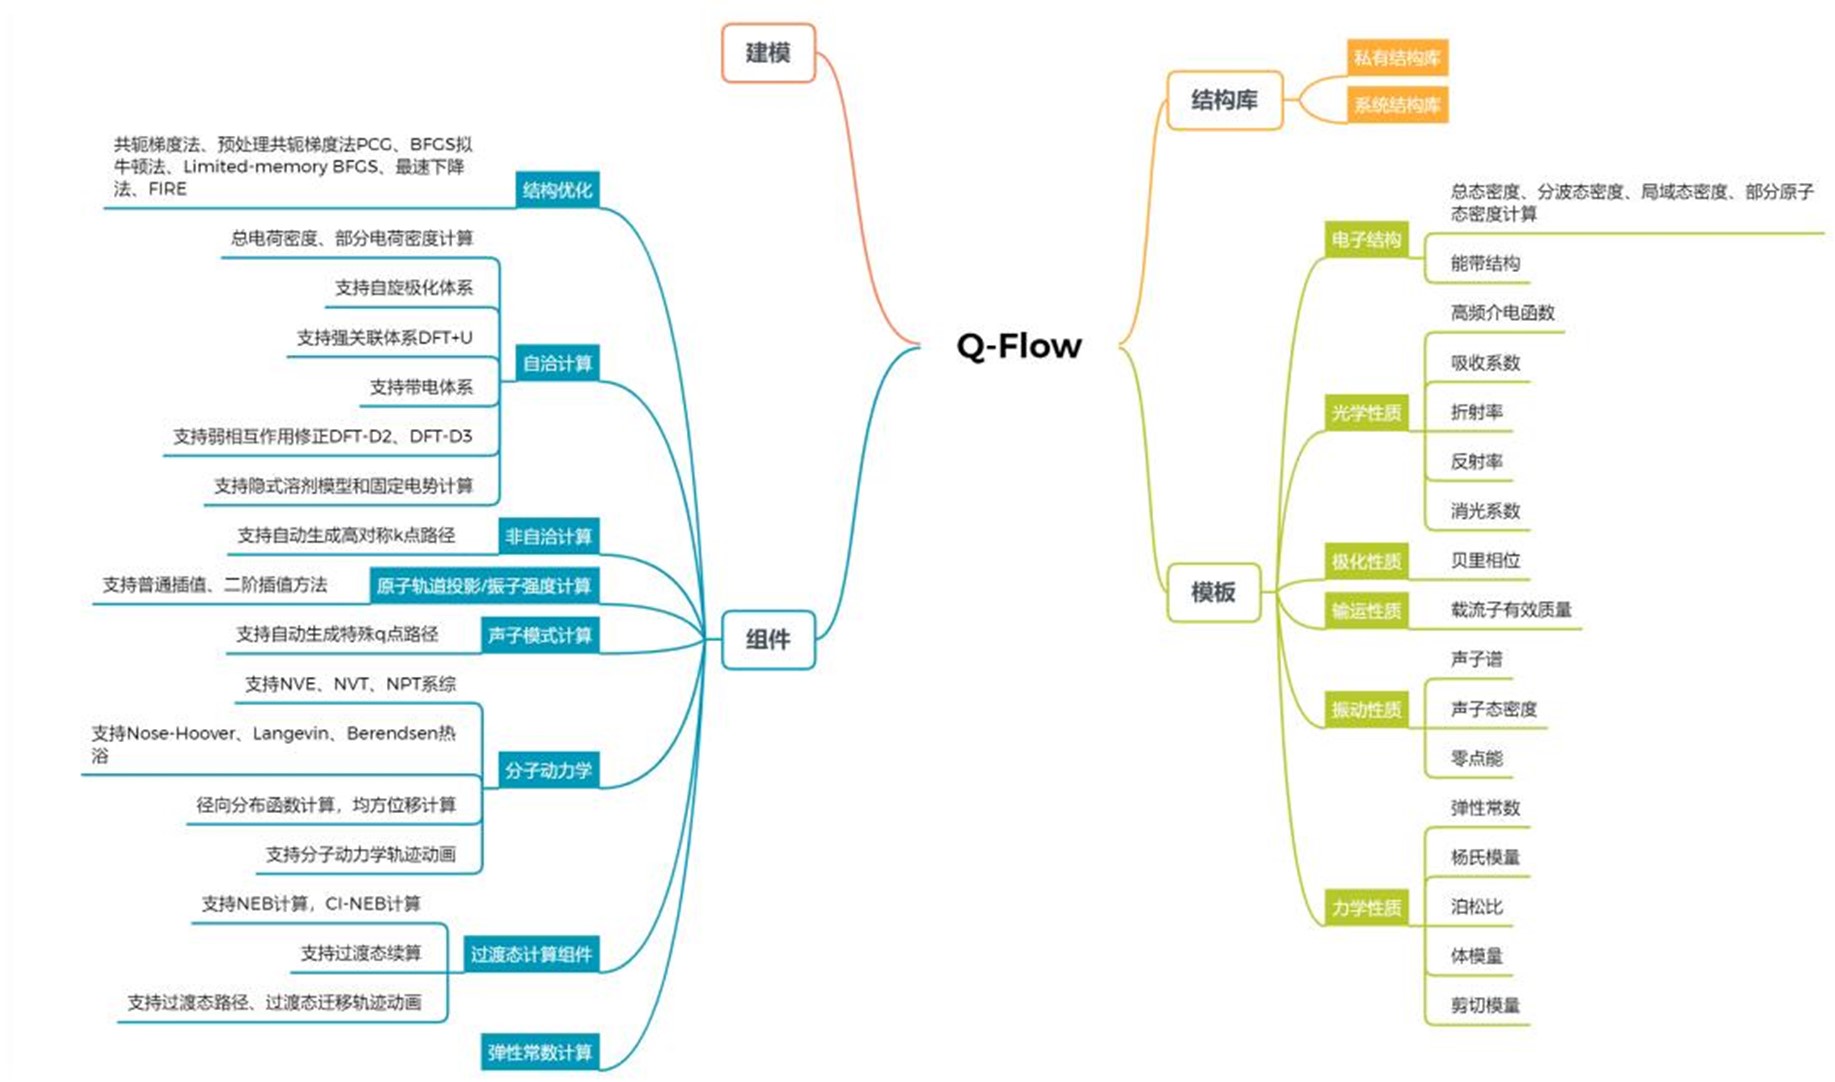 建模
共轭梯度法、预处理共轭梯度法PCG、BFGS拟
牛顿法、Limited-memory BFGS、最速下降
法、FIRE
结构优化
总电荷密度、部分电荷密度计算
支持自旋极化体系
支持强关联体系DFT+U
支持带电体系
支持弱相互作用修正DFT-D2、DFT-D3
支持隐式溶剂模型和固定电势计算
自洽计算
支持自动生成高对称k点路径
非自洽计算
支持普通插值、二阶插值方法
原子轨道投影/振子强度计算
支持自动生成特殊q点路径
声子模式计算
支持NVE、NVT、NPT系综
支持Nose-Hoover、Langevin、Berendsen热
浴
径向分布函数计算，均方位移计算
支持分子动力学轨迹动画
分子动力学
支持NEB计算，CI-NEB计算
支持过渡态续算
支持过渡态路径、过渡态迁移轨迹动画
过渡态计算组件
弹性常数计算
组件
Q-Flow
结构库
私有结构库
系统结构库
模板
电子结构
总态密度、分波态密度、局域态密度、部分原子
态密度计算
能带结构
光学性质
高频介电函数
吸收系数
折射率
反射率
消光系数
极化性质
贝里相位
输运性质
载流子有效质量
振动性质
声子谱
声子态密度
零点能
力学性质
弹性常数
杨氏模量
泊松比
体模量
剪切模量